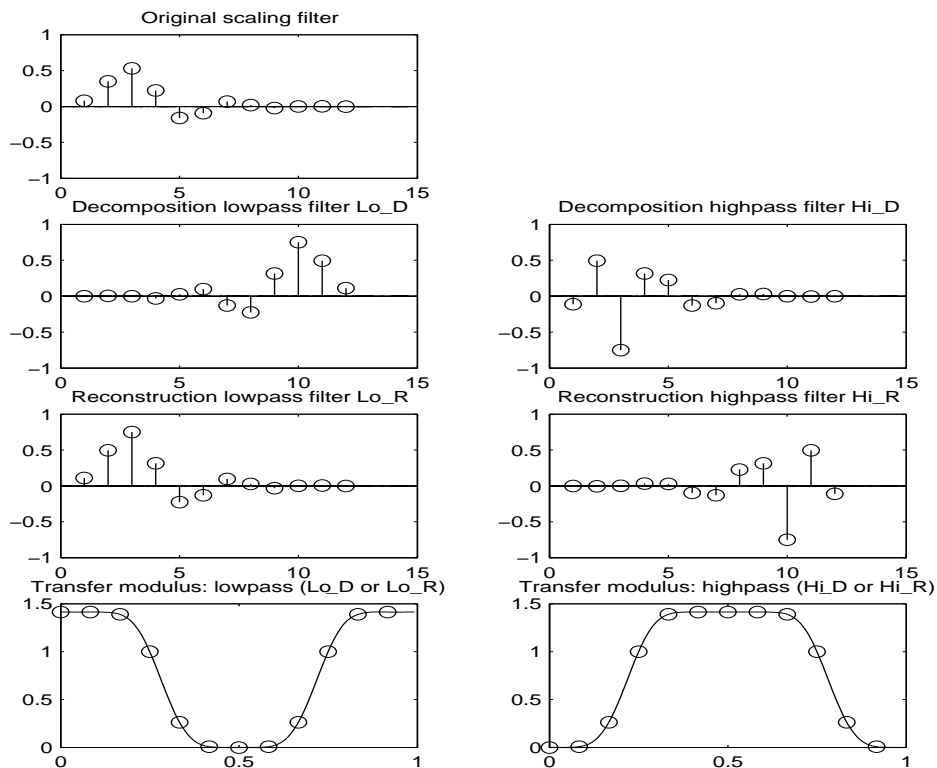 Original scaling filter
1
0.5
0
−0.5
−1
0 5 10 15
Decomposition lowpass filter Lo_D
1
0.5
0
−0.5
−1
0 5 10 15
Decomposition highpass filter Hi_D
1
0.5
0
−0.5
−1
0 5 10 15
Reconstruction lowpass filter Lo_R
1
0.5
0
−0.5
−1
0 5 10 15
Reconstruction highpass filter Hi_R
1
0.5
0
−0.5
−1
0 5 10 15
Transfer modulus: lowpass (Lo_D or Lo_R)
1.5
1
0.5
0
0 0.5 1
Transfer modulus: highpass (Hi_D or Hi_R)
1.5
1
0.5
0
0 0.5 1